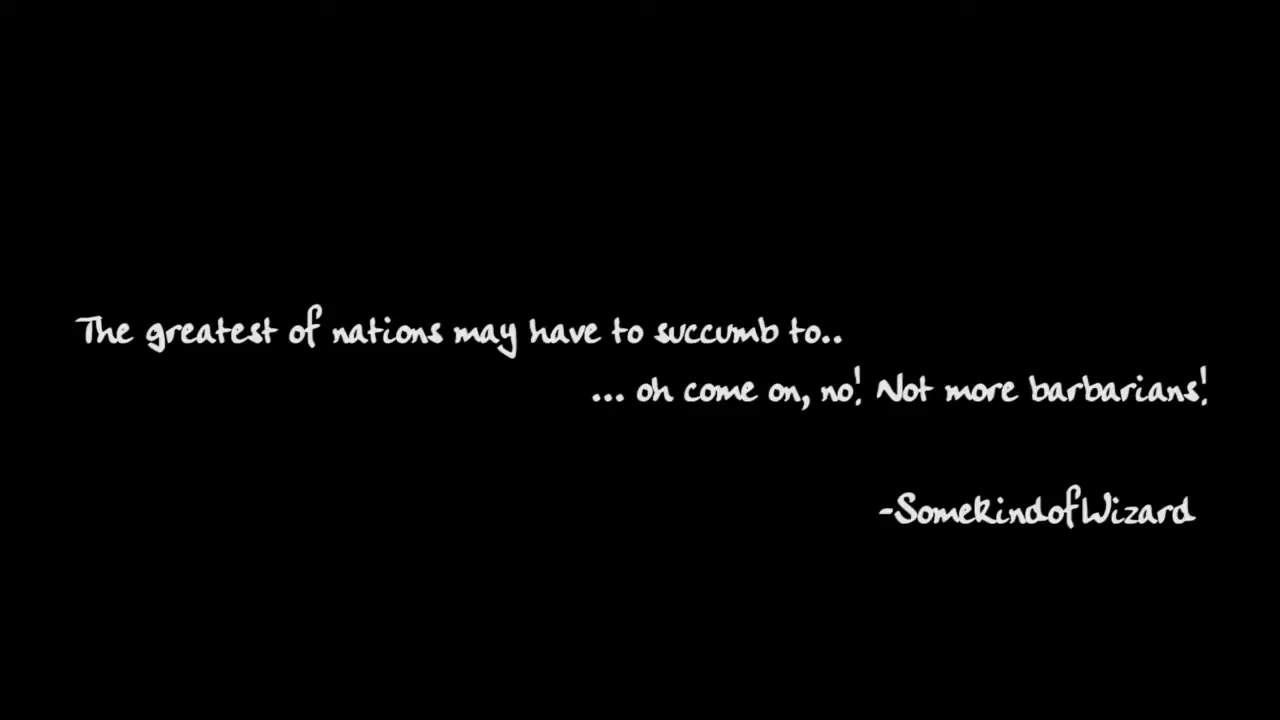 The greatest of nations may have to succumb to..
... oh come on, no! Not more barbarians!
-SomeKindofWizard